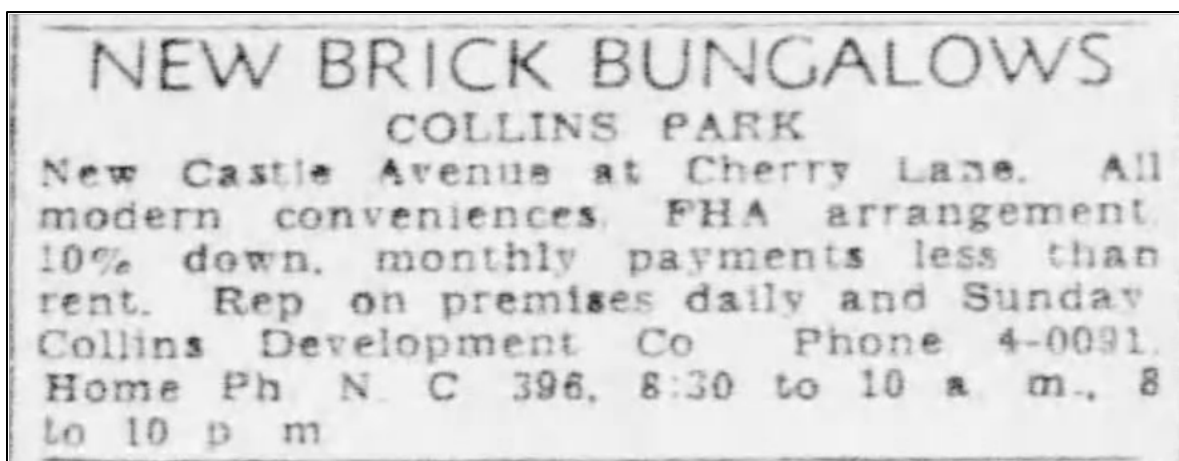 NEW BRICK BUNGALOWS
COLLINS PARK
New Castle Avenue at Cherry Lane. All
modern conveniences. FHA arrangement.
10% down, monthly payments less than
rent. Rep on premises daily and Sunday
Collins Development Co Phone 4-0091.
Home Ph N C 396, 8:30 to 10 a m., 8
to 10 p m